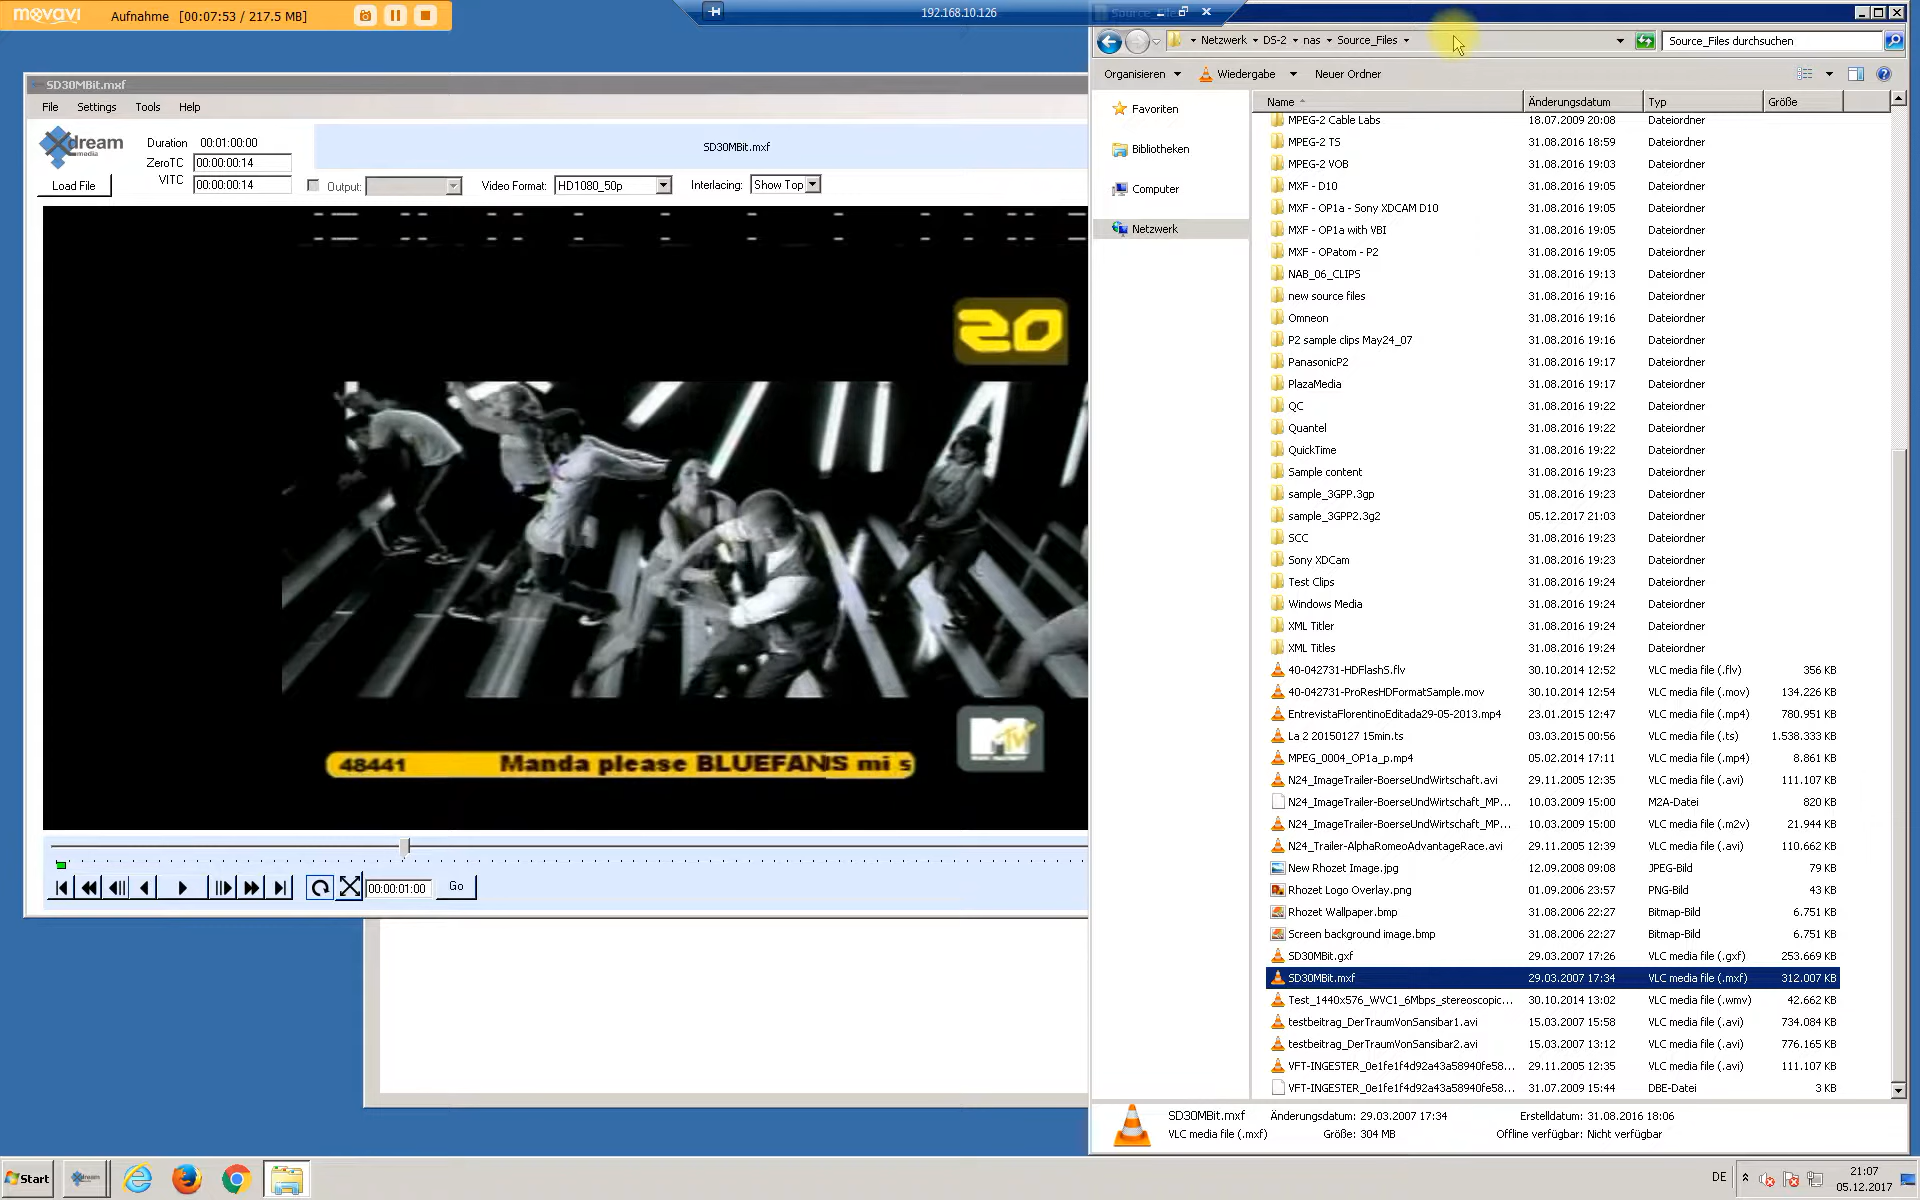 movavi
Aufnahme [00:07:53 / 217.5 MB]
192.168.10.126
Netzwerk
DS-2
nas
Source_Files
Source_Files durchsuchen
Organisieren
Wiedergabe
Neuer Ordner
SD30MBit.mxf
File
Settings
Tools
Help
Xdream
media
Duration
00:01:00:00
ZeroTC
00:00:00:14
VITC
00:00:00:14
Load File
SD30MBit.mxf
Output:
Video Format:
HD1080_50p
Interlacing:
Show Top
20
MTV
48441
Manda please BLUEFANS mi s
00:00:01:00
Go
Favoriten
Bibliotheken
Computer
Netzwerk
Name Änderungsdatum Typ Größe
MPEG-2 Cable Labs 18.07.2009 20:08 Dateiordner
MPEG-2 TS 31.08.2016 18:59 Dateiordner
MPEG-2 VOB 31.08.2016 19:03 Dateiordner
MXF - D10 31.08.2016 19:05 Dateiordner
MXF - OP1a - Sony XDCAM D10 31.08.2016 19:05 Dateiordner
MXF - OP1a with VBI 31.08.2016 19:05 Dateiordner
MXF - OPatom - P2 31.08.2016 19:05 Dateiordner
NAB_06_CLIPS 31.08.2016 19:13 Dateiordner
new source files 31.08.2016 19:16 Dateiordner
Omneon 31.08.2016 19:16 Dateiordner
P2 sample clips May24_07 31.08.2016 19:16 Dateiordner
PanasonicP2 31.08.2016 19:17 Dateiordner
PlazaMedia 31.08.2016 19:17 Dateiordner
QC 31.08.2016 19:22 Dateiordner
Quantel 31.08.2016 19:22 Dateiordner
QuickTime 31.08.2016 19:22 Dateiordner
Sample content 31.08.2016 19:23 Dateiordner
sample_3GPP.3gp 31.08.2016 19:23 Dateiordner
sample_3GPP2.3g2 05.12.2017 21:03 Dateiordner
SCC 31.08.2016 19:23 Dateiordner
Sony XDCam 31.08.2016 19:23 Dateiordner
Test Clips 31.08.2016 19:24 Dateiordner
Windows Media 31.08.2016 19:24 Dateiordner
XML Titler 31.08.2016 19:24 Dateiordner
XML Titles 31.08.2016 19:24 Dateiordner
40-042731-HDFlashS.flv 30.10.2014 12:52 VLC media file (.flv) 356 KB
40-042731-ProResHDFormatSample.mov 30.10.2014 12:54 VLC media file (.mov) 134.226 KB
EntrevistaFlorentinoEditada29-05-2013.mp4 23.01.2015 12:47 VLC media file (.mp4) 780.951 KB
La 2 20150127 15min.ts 03.03.2015 00:56 VLC media file (.ts) 1.538.333 KB
MPEG_0004_OP1a_p.mp4 05.02.2014 17:11 VLC media file (.mp4) 8.861 KB
N24_ImageTrailer-BoerseUndWirtschaft.avi 29.11.2005 12:35 VLC media file (.avi) 111.107 KB
N24_ImageTrailer-BoerseUndWirtschaft_MP... 10.03.2009 15:00 M2A-Datei 820 KB
N24_ImageTrailer-BoerseUndWirtschaft_MP... 10.03.2009 15:00 VLC media file (.m2v) 21.944 KB
N24_Trailer-AlphaRomeoAdvantageRace.avi 29.11.2005 12:39 VLC media file (.avi) 110.662 KB
New Rhozet Image.jpg 12.09.2008 09:08 JPEG-Bild 79 KB
Rhozet Logo Overlay.png 01.09.2006 23:57 PNG-Bild 43 KB
Rhozet Wallpaper.bmp 31.08.2006 22:27 Bitmap-Bild 6.751 KB
Screen background image.bmp 31.08.2006 22:27 Bitmap-Bild 6.751 KB
SD30MBit.gxf 29.03.2007 17:26 VLC media file (.gxf) 253.669 KB
SD30MBit.mxf 29.03.2007 17:34 VLC media file (.mxf) 312.007 KB
Test_1440x576_WVC1_6Mbps_stereoscopic... 30.10.2014 13:02 VLC media file (.wmv) 42.662 KB
testbeitrag_DerTraumVonSansibar1.avi 15.03.2007 15:58 VLC media file (.avi) 734.084 KB
testbeitrag_DerTraumVonSansibar2.avi 15.03.2007 13:12 VLC media file (.avi) 776.165 KB
VFT-INGESTER_0e1fe1f4d92a43a58940fe58... 29.11.2005 12:35 VLC media file (.avi) 111.107 KB
VFT-INGESTER_0e1fe1f4d92a43a58940fe58... 31.07.2009 15:44 DBE-Datei 3 KB
SD30MBit.mxf Änderungsdatum: 29.03.2007 17:34 Erstelldatum: 31.08.2016 18:06
VLC media file (.mxf) Größe: 304 MB Offline verfügbar: Nicht verfügbar
Start
DE
21:07
05.12.2017